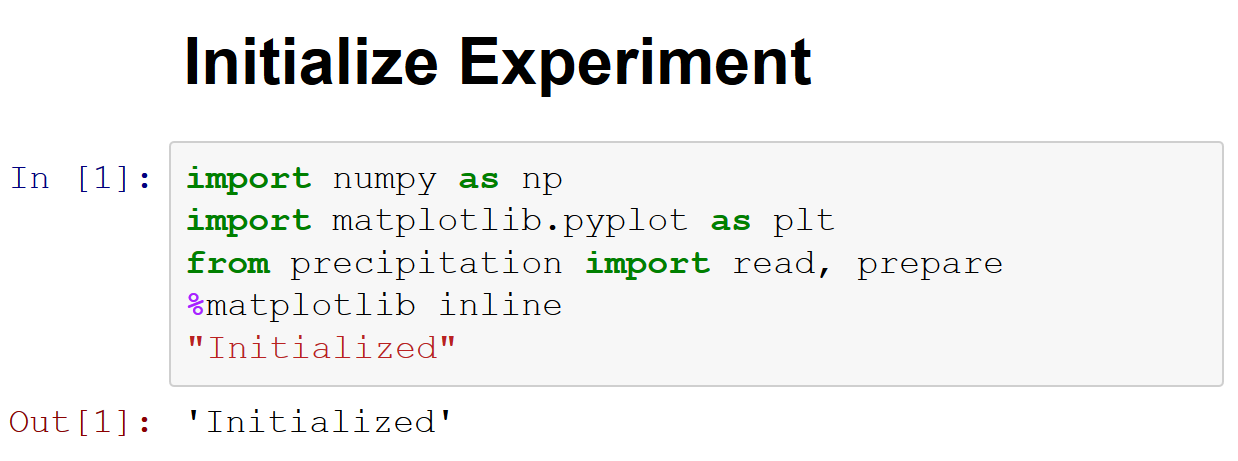 Initialize Experiment
In [1]:
import numpy as np
import matplotlib.pyplot as plt
from precipitation import read, prepare
%matplotlib inline
"Initialized"
Out[1]: 'Initialized'